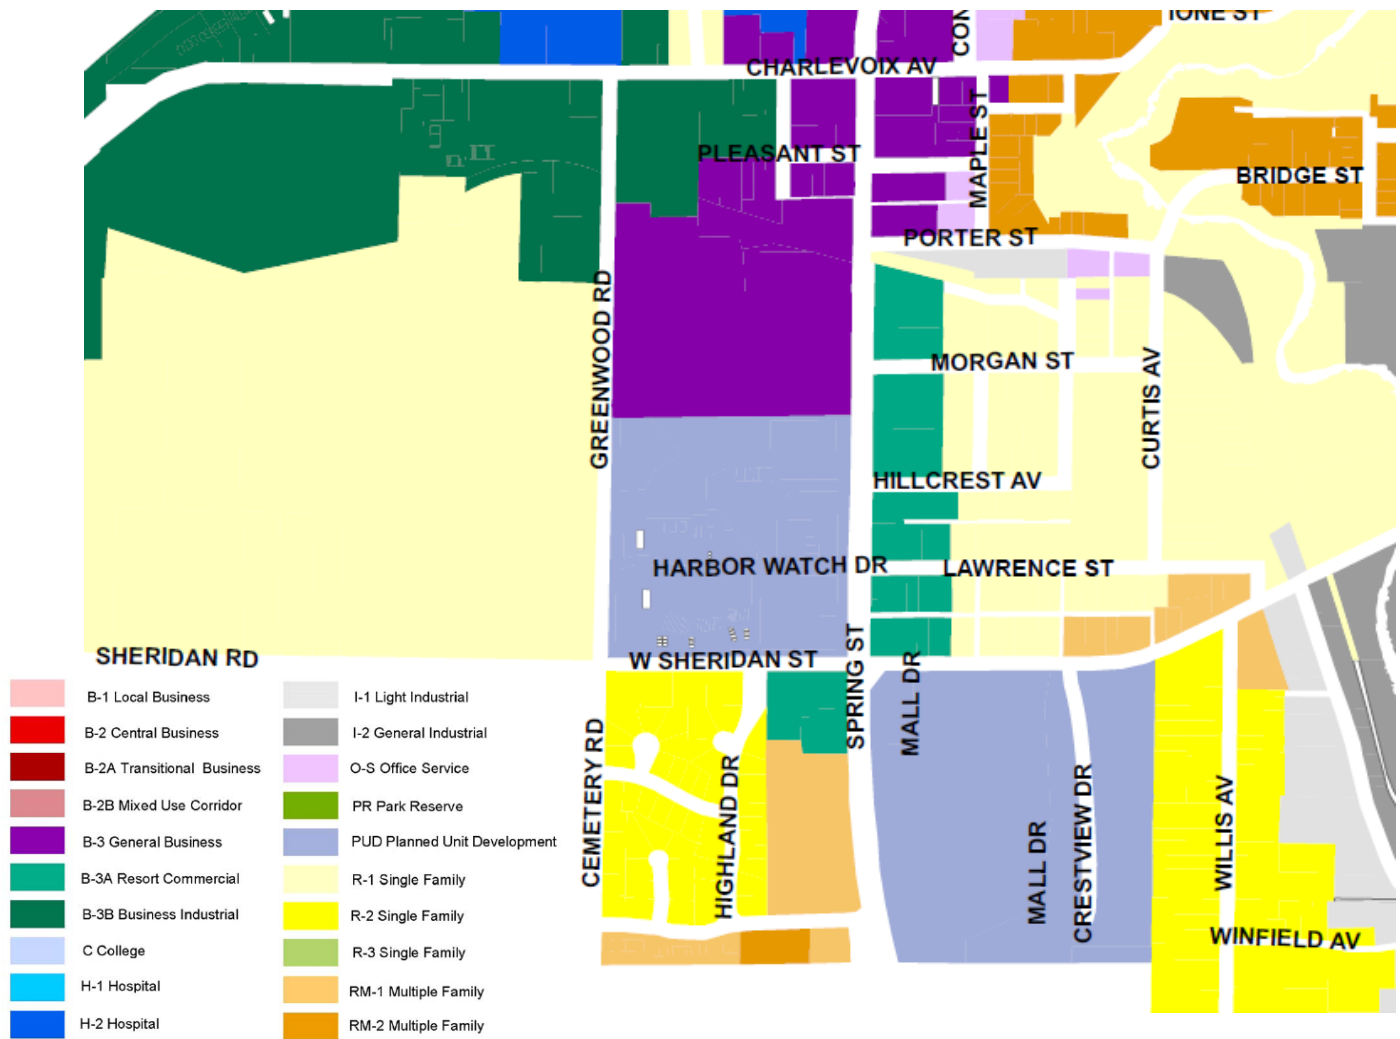 IONE ST
CON
CHARLEVOIX AV
MAPLE ST
PLEASANT ST
BRIDGE ST
PORTER ST
GREENWOOD RD
MORGAN ST
CURTIS AV
HILLCREST AV
HARBOR WATCH DR
LAWRENCE ST
SHERIDAN RD
W SHERIDAN ST
SPRING ST
MALL DR
CEMETERY RD
HIGHLAND DR
MALL DR
CRESTVIEW DR
WILLIS AV
WINFIELD AV
B-1 Local Business
B-2 Central Business
B-2A Transitional Business
B-2B Mixed Use Corridor
B-3 General Business
B-3A Resort Commercial
B-3B Business Industrial
C College
H-1 Hospital
H-2 Hospital
I-1 Light Industrial
I-2 General Industrial
O-S Office Service
PR Park Reserve
PUD Planned Unit Development
R-1 Single Family
R-2 Single Family
R-3 Single Family
RM-1 Multiple Family
RM-2 Multiple Family